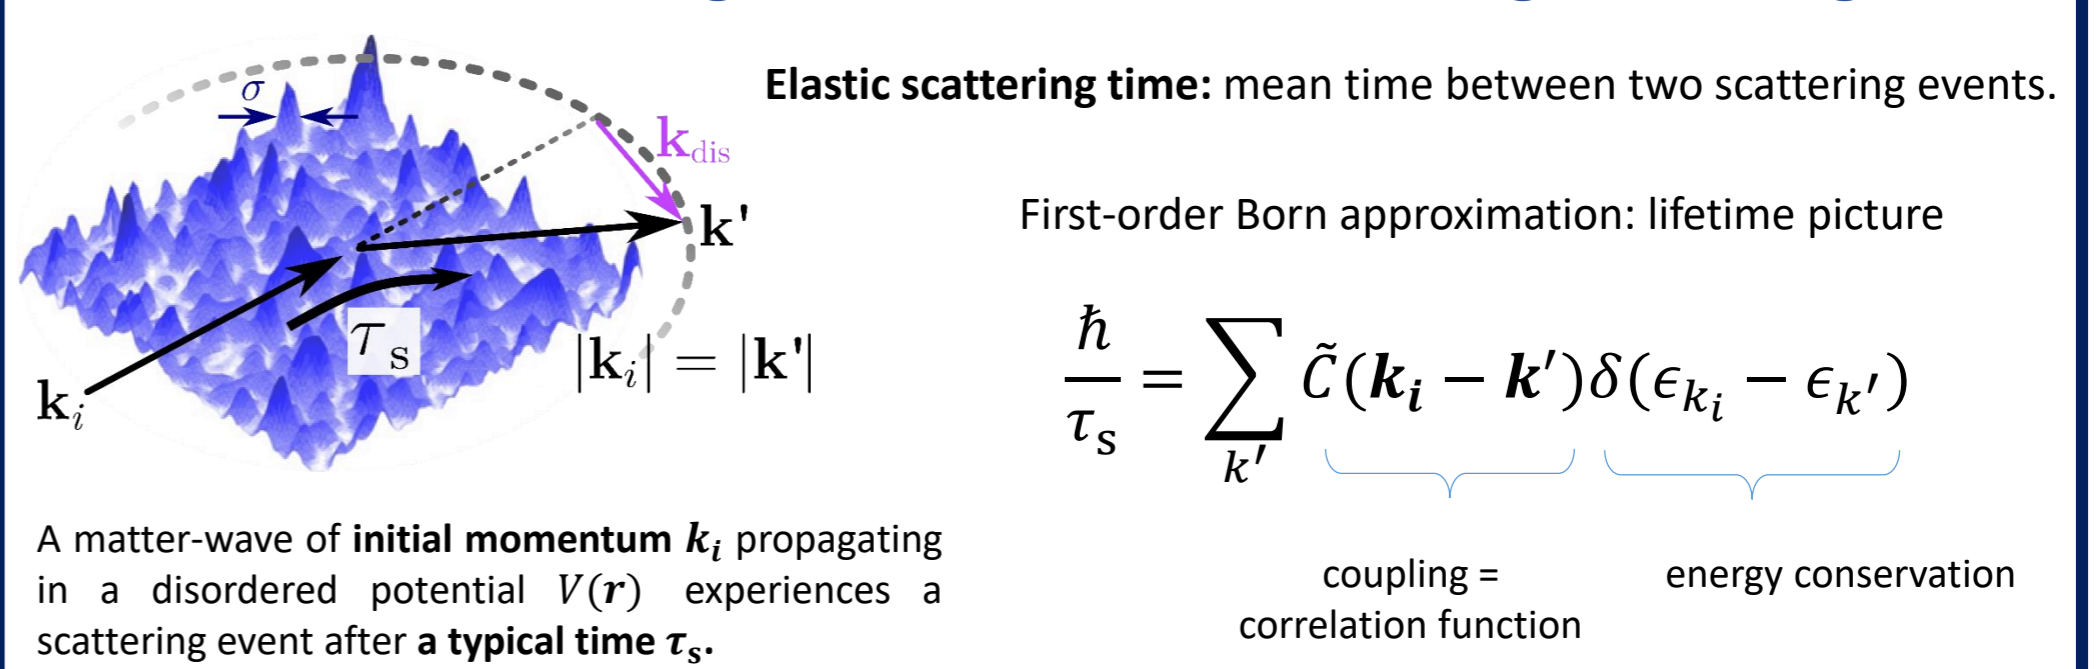 σ
k_dis
k'
τ_s
|k_i| = |k'|
k_i
A matter-wave of initial momentum k_i propagating
in a disordered potential V(r) experiences a
scattering event after a typical time τ_s.
Elastic scattering time: mean time between two scattering events.
First-order Born approximation: lifetime picture
ħ/τ_s = ∑_{k′} C̃(k_i − k′)δ(ϵ_{k_i} − ϵ_{k′})
coupling =
correlation function
energy conservation